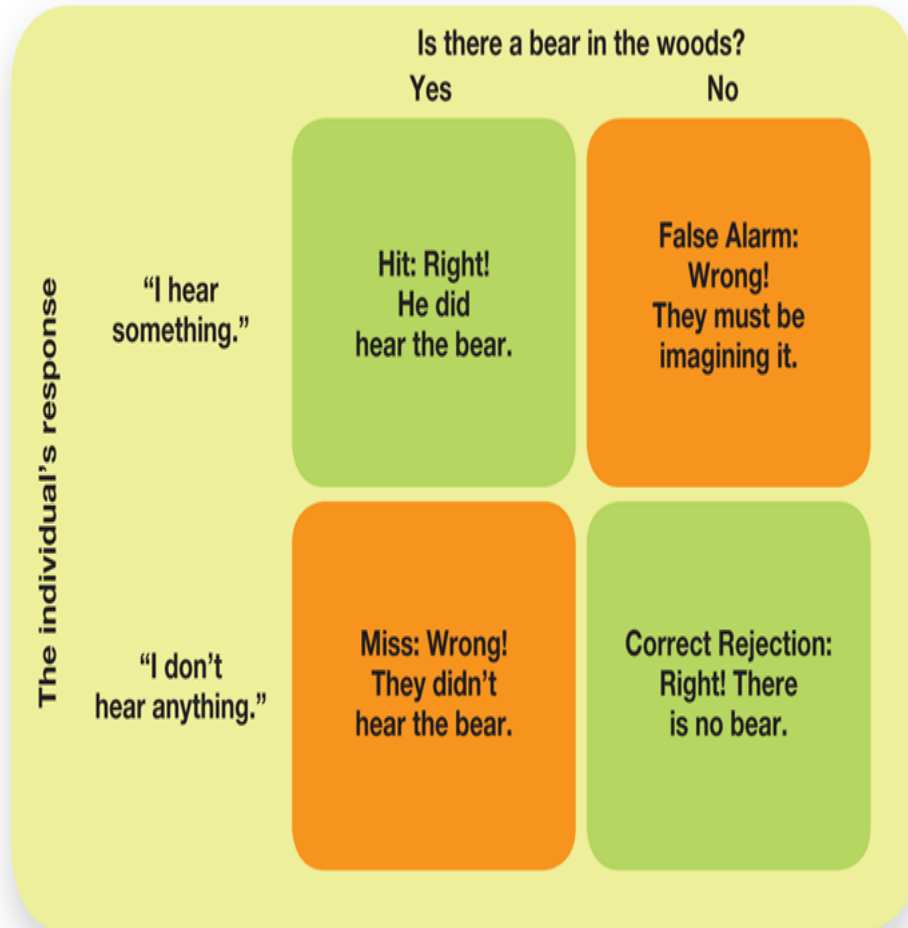 Is there a bear in the woods?
Yes
No
The individual's response
“I hear
something.”
Hit: Right!
He did
hear the bear.
False Alarm:
Wrong!
They must be
imagining it.
“I don’t
hear anything.”
Miss: Wrong!
They didn’t
hear the bear.
Correct Rejection:
Right! There
is no bear.